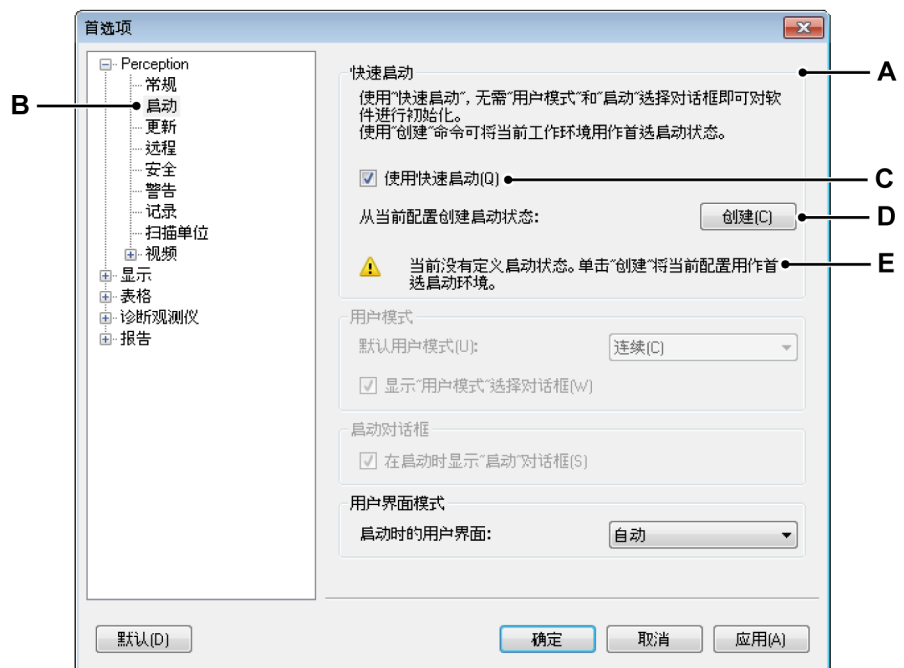 首选项
Perception
常规
启动
更新
远程
安全
警告
记录
扫描单位
视频
显示
表格
诊断观测仪
报告
快速启动
使用"快速启动", 无需"用户模式"和"启动"选择对话框即可对软
件进行初始化。
使用"创建"命令可将当前工作环境用作首选启动状态。
使用快速启动(Q)
从当前配置创建启动状态:
创建(C)
当前没有定义启动状态。单击"创建"将当前配置用作首
选启动环境。
用户模式
默认用户模式(U):
连续(C)
显示"用户模式"选择对话框(W)
启动对话框
在启动时显示"启动"对话框(S)
用户界面模式
启动时的用户界面:
自动
默认(D)
确定
取消
应用(A)
A
B
C
D
E